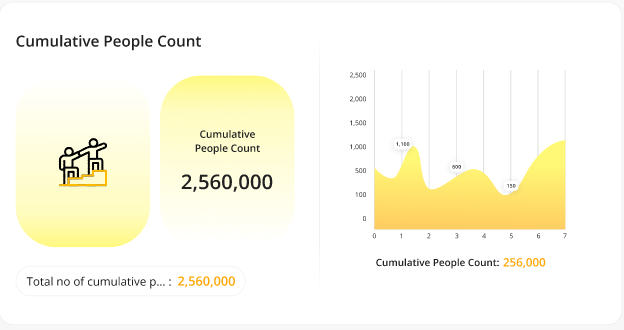 Cumulative People Count
Cumulative
People Count
2,560,000
Total no of cumulative p... : 2,560,000
2,500
2,000
1,500
1,000
500
100
0
1,100
600
150
0 1 2 3 4 5 6 7
Cumulative People Count: 256,000